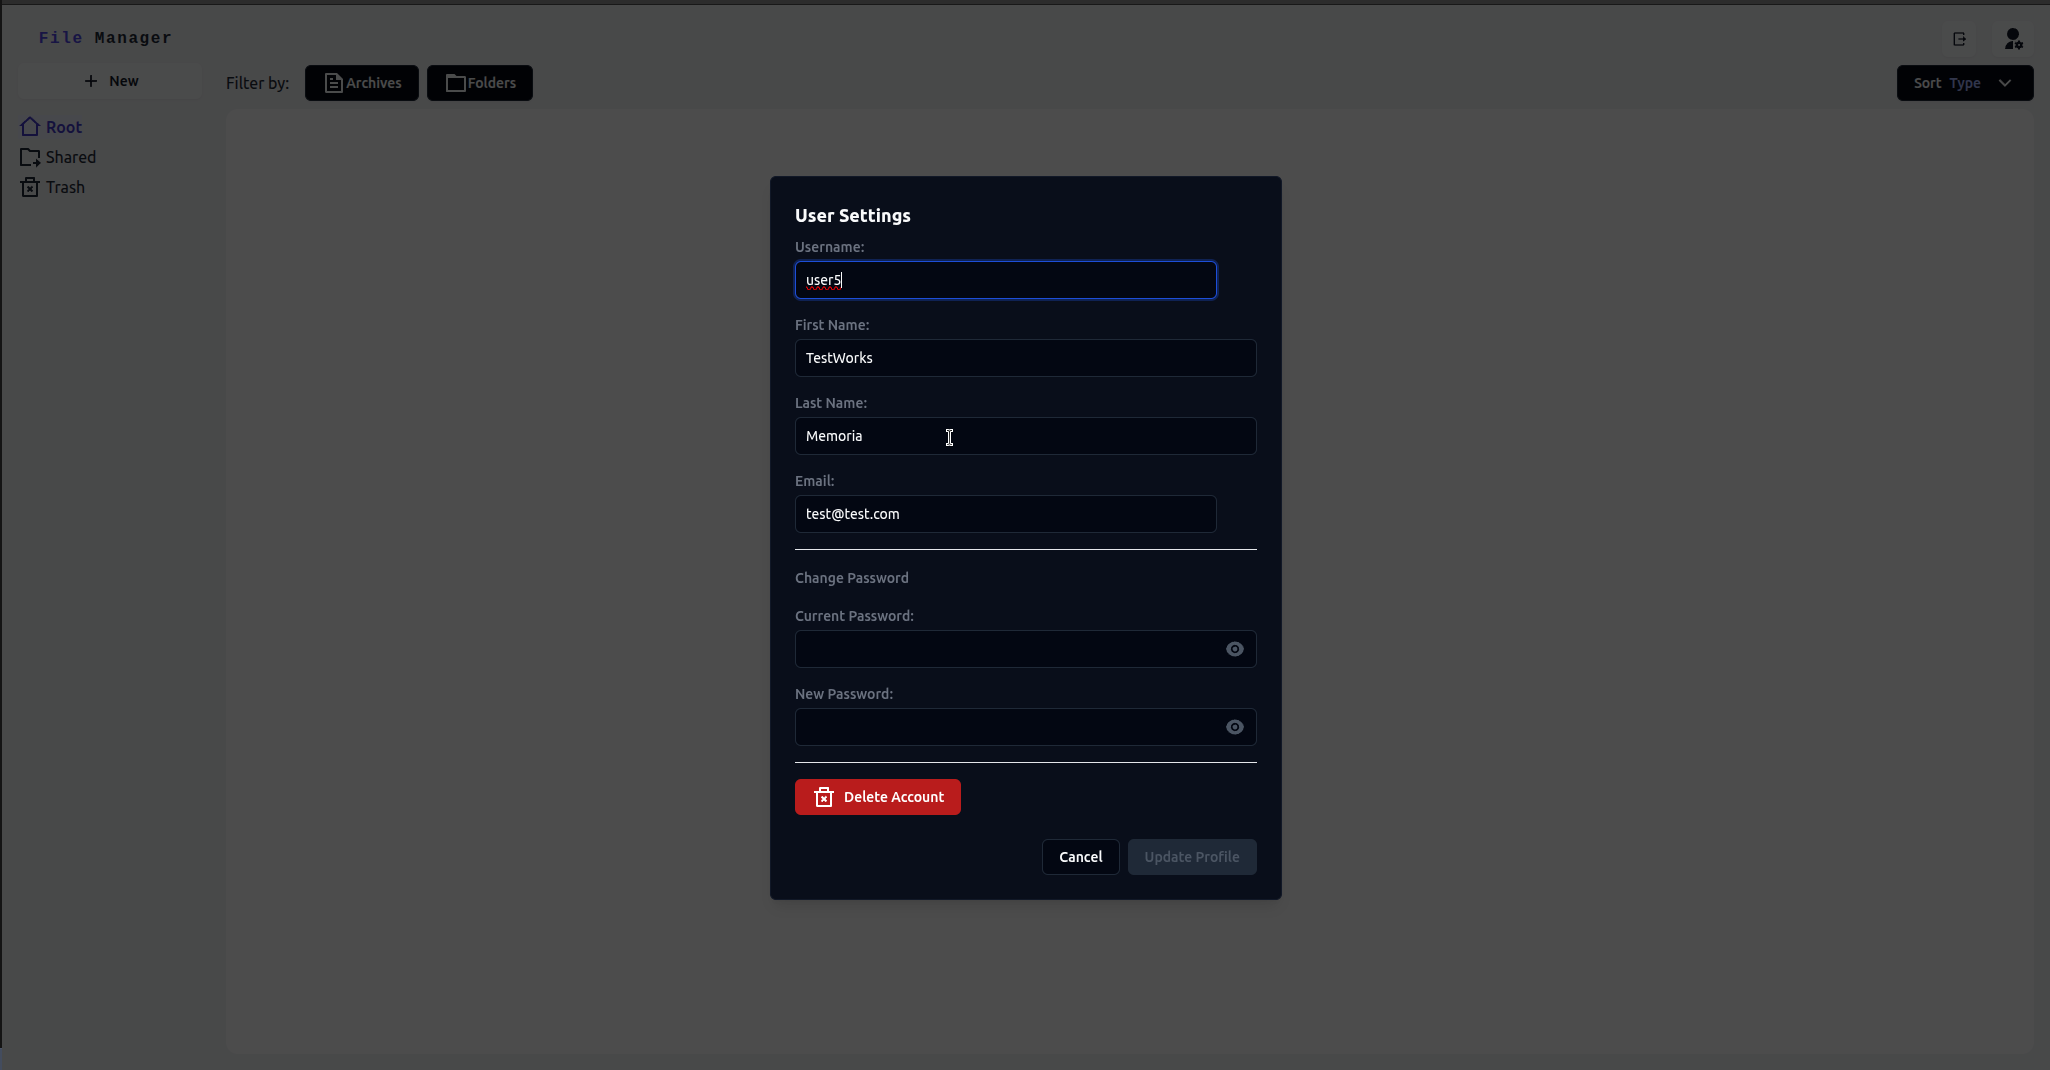 File Manager
New
Filter by:
Archives
Folders
Sort Type
Root
Shared
Trash
User Settings
Username:
user5
First Name:
TestWorks
Last Name:
Memoria
Email:
test@test.com
Change Password
Current Password:
New Password:
Delete Account
Cancel
Update Profile